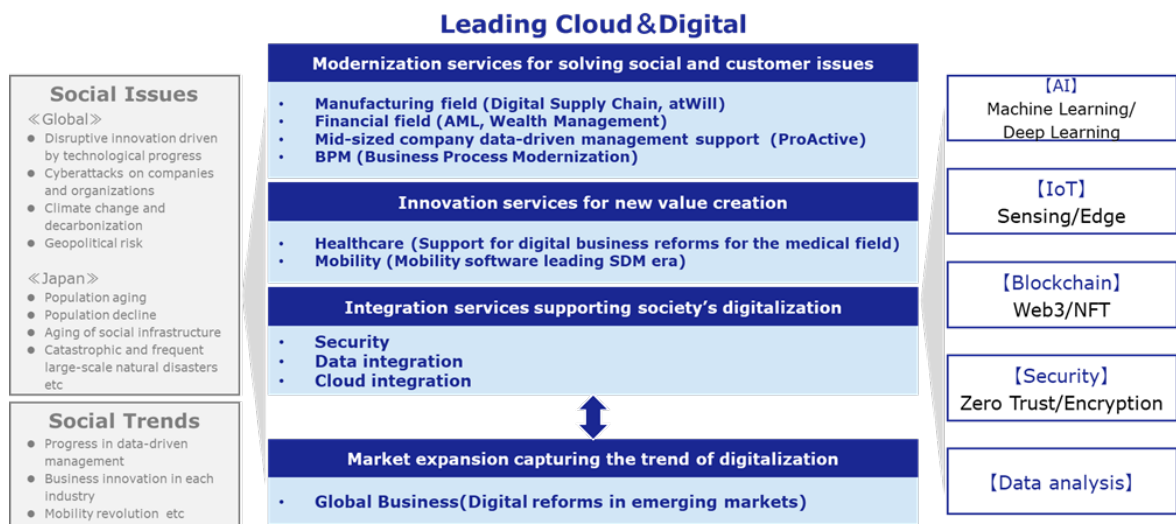 Leading Cloud&Digital
Social Issues
≪Global≫
● Disruptive innovation driven
by technological progress
● Cyberattacks on companies
and organizations
● Climate change and
decarbonization
● Geopolitical risk
≪Japan≫
● Population aging
● Population decline
● Aging of social infrastructure
● Catastrophic and frequent
large-scale natural disasters
etc
Social Trends
● Progress in data-driven
management
● Business innovation in each
industry
● Mobility revolution etc
Modernization services for solving social and customer issues
• Manufacturing field (Digital Supply Chain, atWill)
• Financial field (AML, Wealth Management)
• Mid-sized company data-driven management support (ProActive)
• BPM (Business Process Modernization)
Innovation services for new value creation
• Healthcare (Support for digital business reforms for the medical field)
• Mobility (Mobility software leading SDM era)
Integration services supporting society's digitalization
• Security
• Data integration
• Cloud integration
Market expansion capturing the trend of digitalization
• Global Business(Digital reforms in emerging markets)
【AI】
Machine Learning/
Deep Learning
【IoT】
Sensing/Edge
【Blockchain】
Web3/NFT
【Security】
Zero Trust/Encryption
【Data analysis】